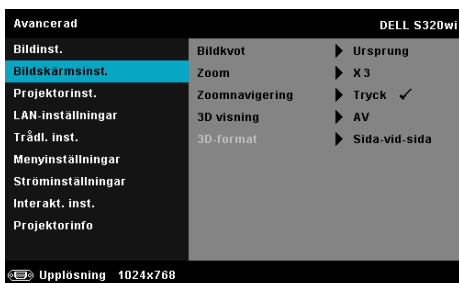 Avancerad DELL S320wi
Bildinst.
Bildskärmsinst.
Projektorinst.
LAN-inställningar
Trådl. inst.
Menyinställningar
Ströminställningar
Interakt. inst.
Projektorinfo
Bildkvot Ursprung
Zoom X 3
Zoomnavigering Tryck ✓
3D visning AV
3D-format Sida-vid-sida
Upplösning 1024x768